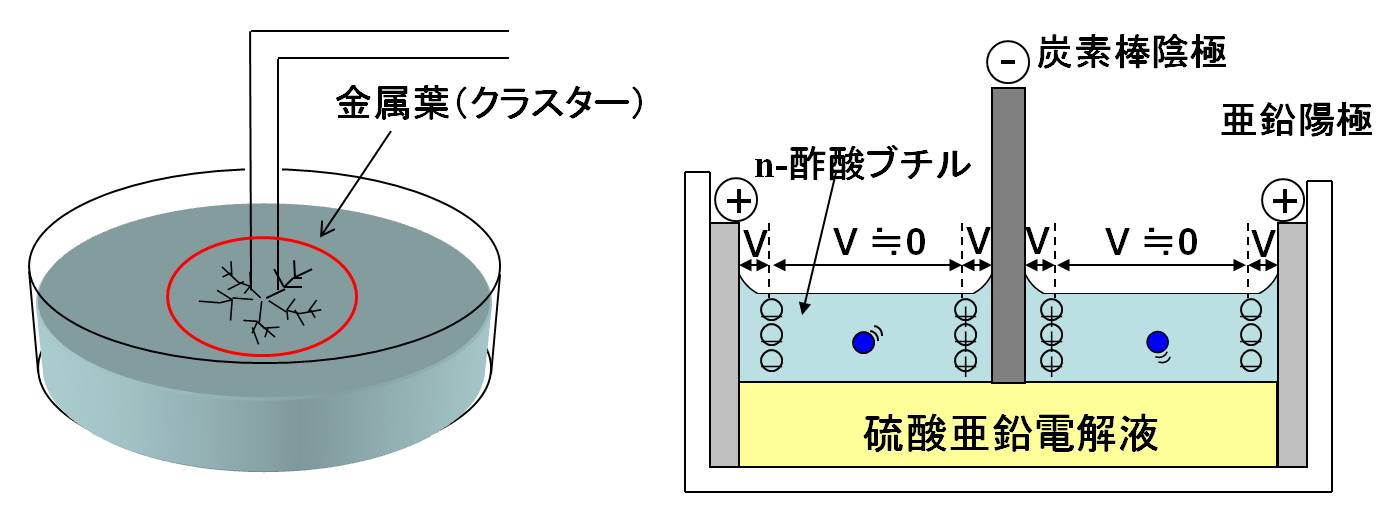 金属葉(クラスター)
-
炭素棒陰極
亜鉛陽極
n-酢酸ブチル
+
+
V
V ≒0
V
V
V ≒0
V
硫酸亜鉛電解液